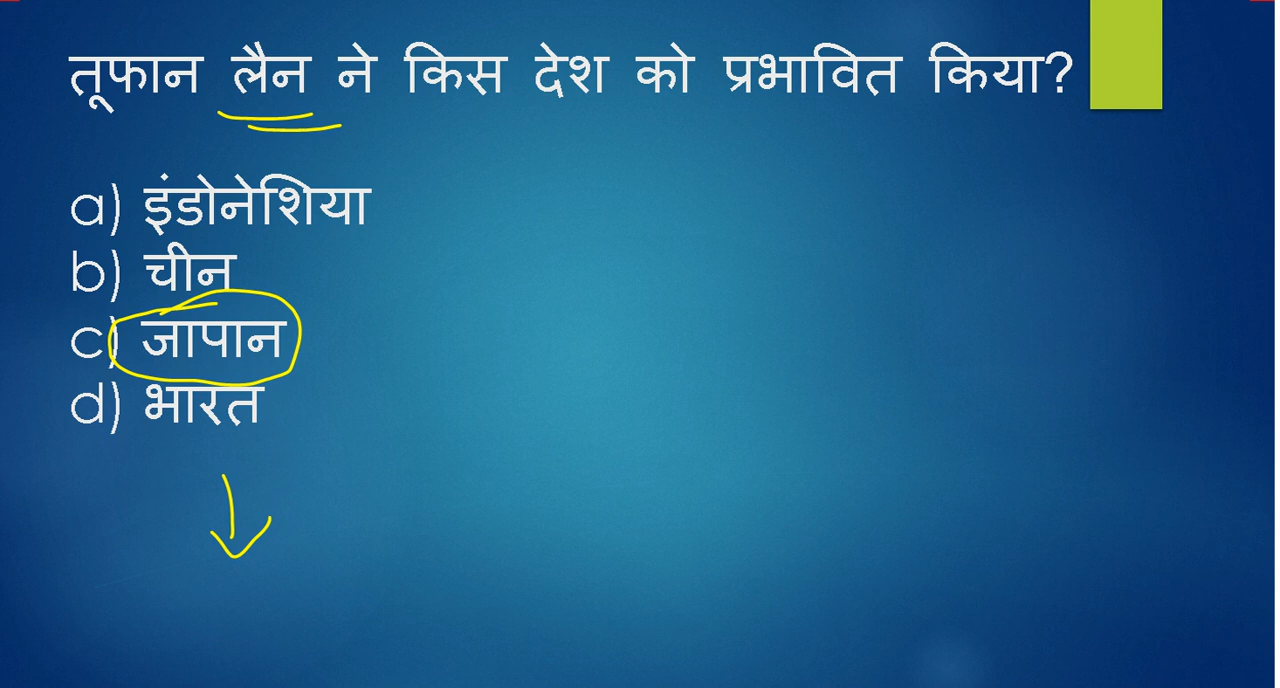 तूफान लैन ने किस देश को प्रभावित किया?
a) इंडोनेशिया
b) चीन
c) जापान
d) भारत